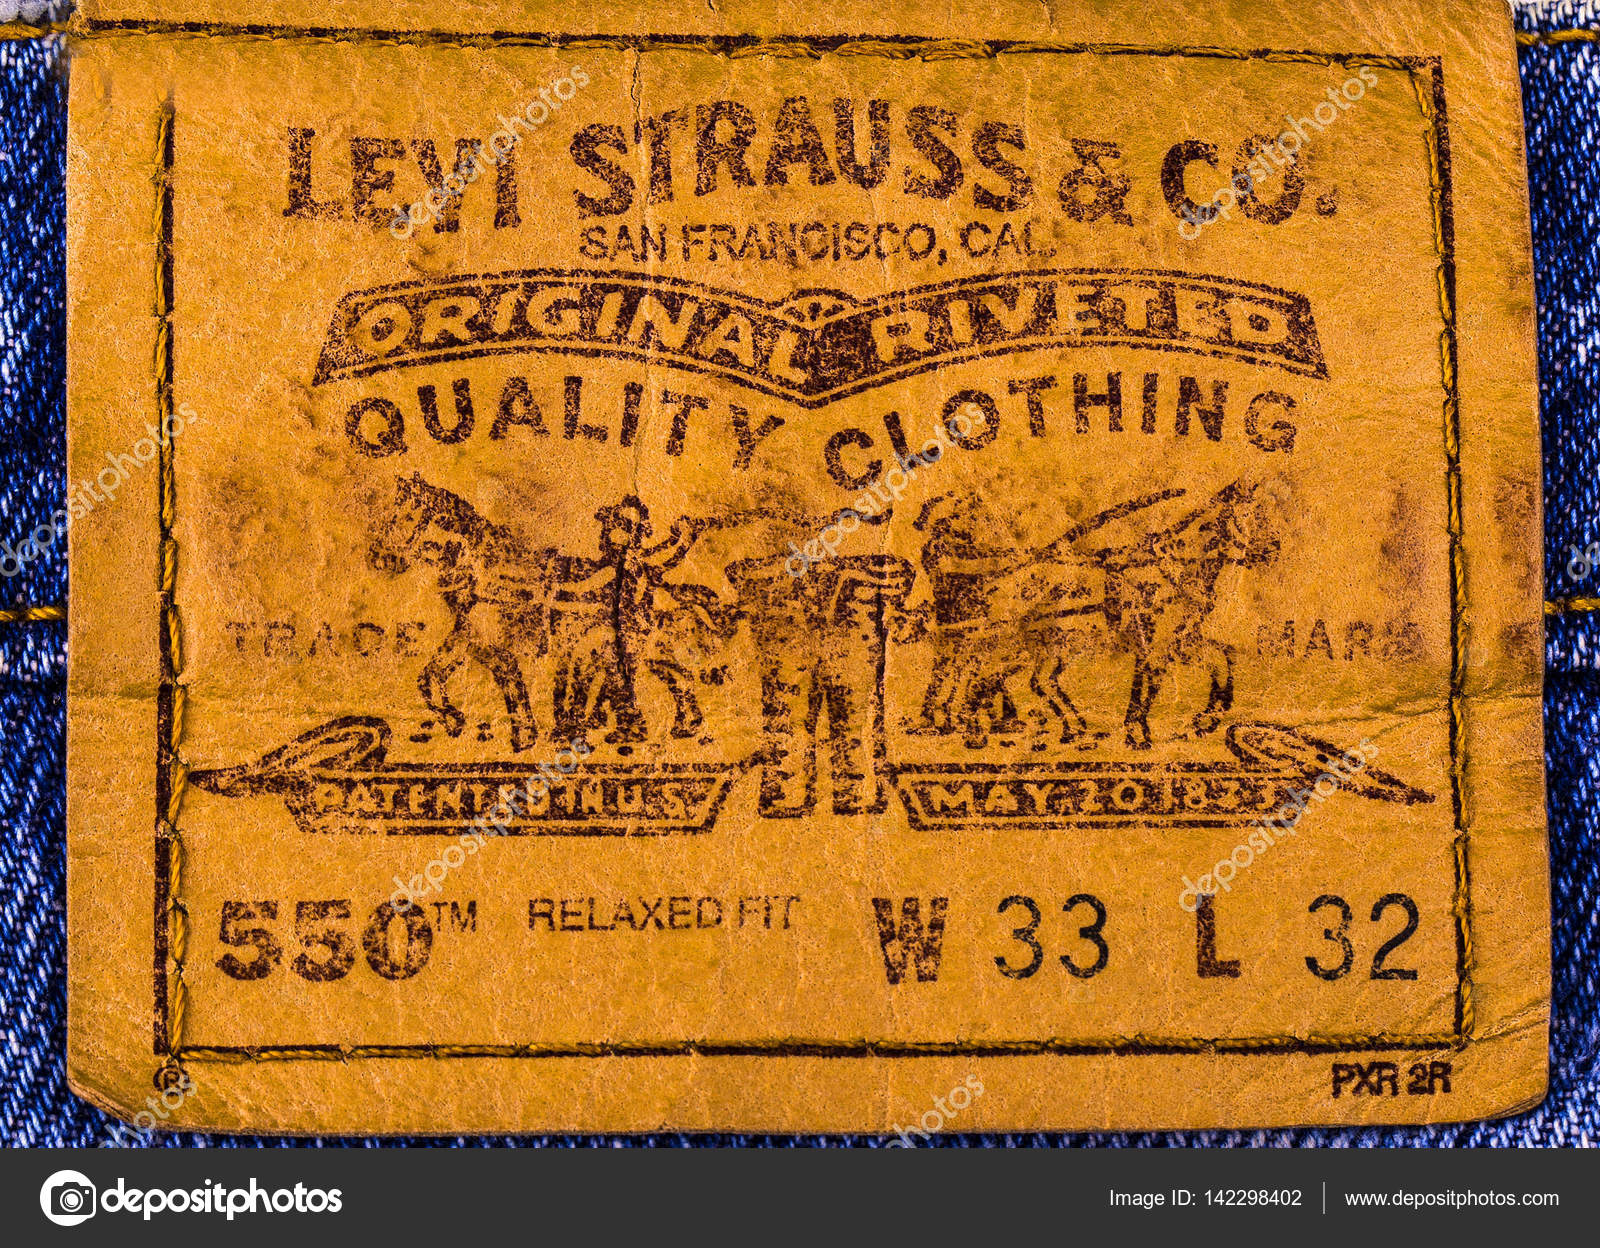 LEVI STRAUSS & CO.
SAN FRANCISCO, CAL.
ORIGINAL RIVETED
QUALITY CLOTHING
TRADE MARK
PATENTED IN U.S.
MAY 20 1873
550™ RELAXED FIT W 33 L 32
® PXR 2R
depositphotos
Image ID: 142298402 | www.depositphotos.com